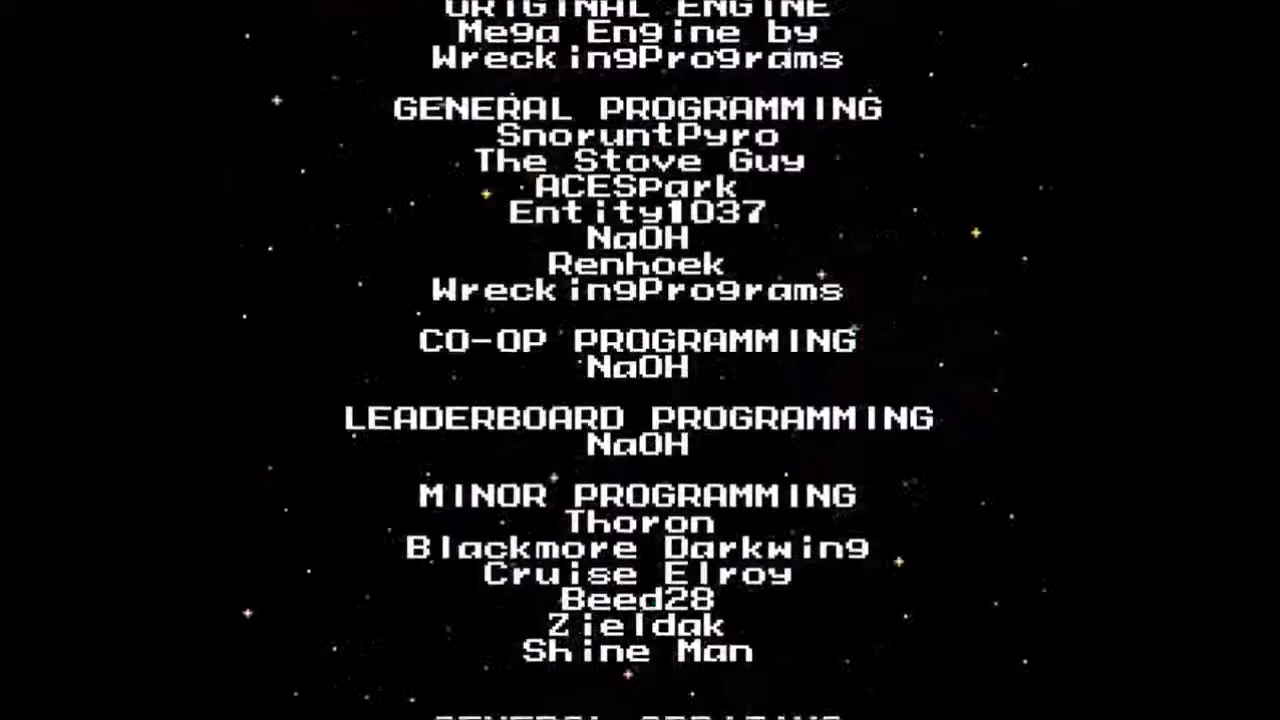 ORIGINAL ENGINE
Mega Engine by
WreckingPrograms
GENERAL PROGRAMMING
SnoruntPyro
The Stove Guy
ACESpark
Entity1037
NaOH
Renhoek
WreckingPrograms
CO-OP PROGRAMMING
NaOH
LEADERBOARD PROGRAMMING
NaOH
MINOR PROGRAMMING
Thoron
Blackmore Darkwing
Cruise Elroy
Beed28
Zieldak
Shine Man
GENERAL